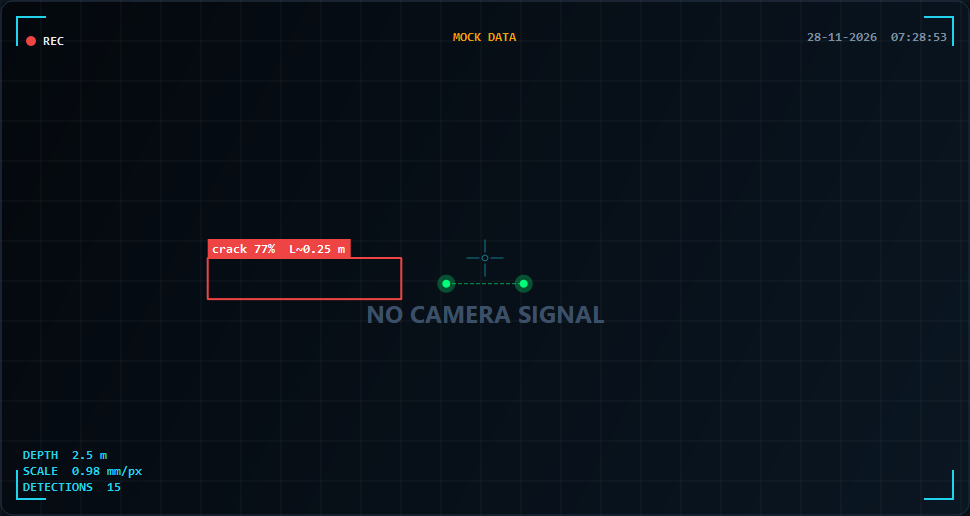 REC
MOCK DATA
28-11-2026 07:28:53
crack 77% L~0.25 m
NO CAMERA SIGNAL
DEPTH 2.5 m
SCALE 0.98 mm/px
DETECTIONS 15